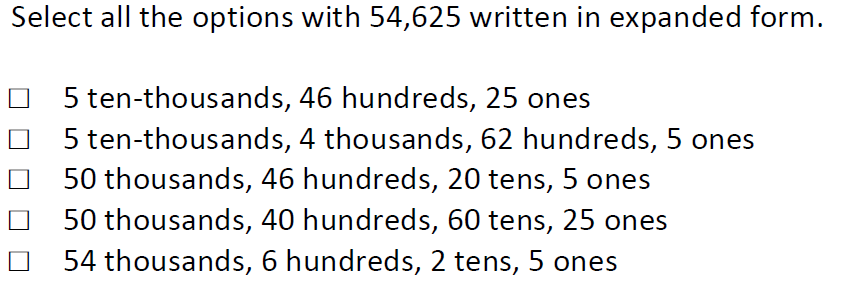 Select all the options with 54,625 written in expanded form.
☐ 5 ten-thousands, 46 hundreds, 25 ones
☐ 5 ten-thousands, 4 thousands, 62 hundreds, 5 ones
☐ 50 thousands, 46 hundreds, 20 tens, 5 ones
☐ 50 thousands, 40 hundreds, 60 tens, 25 ones
☐ 54 thousands, 6 hundreds, 2 tens, 5 ones